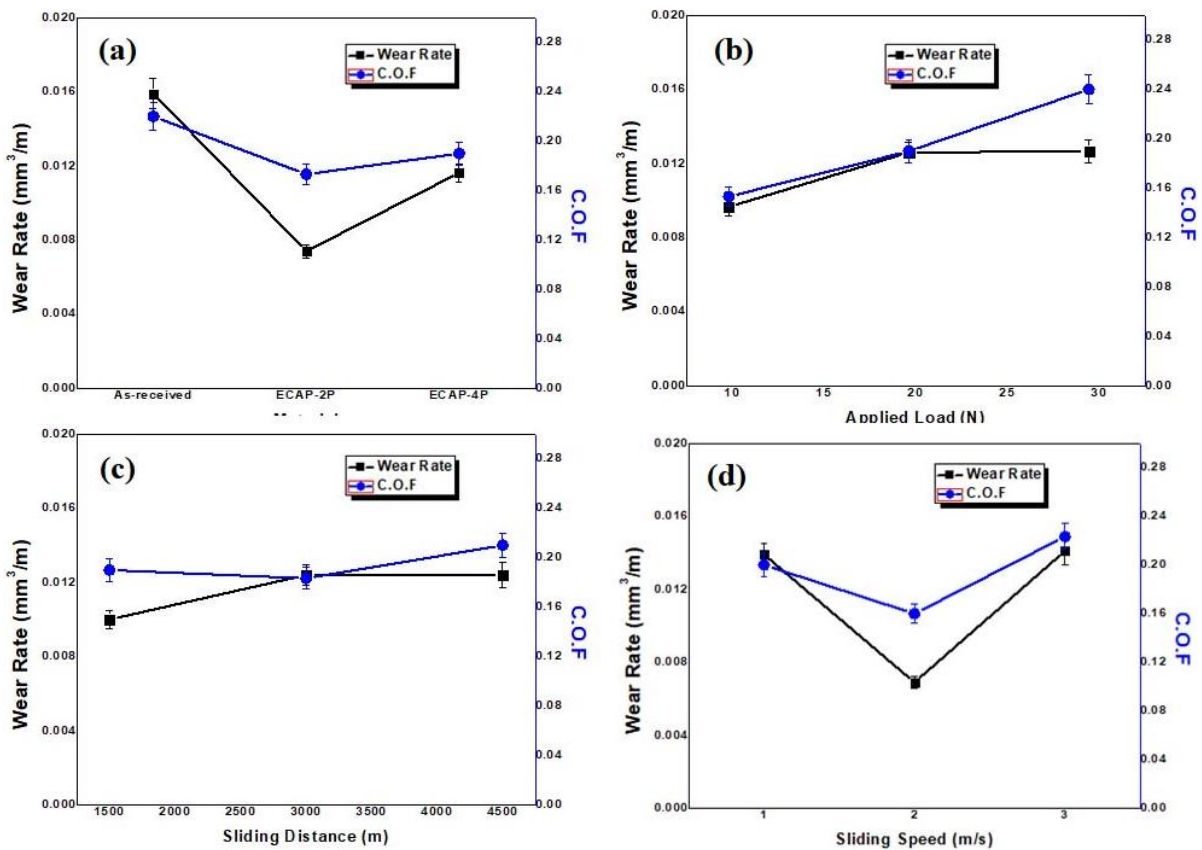 (a)
Wear Rate
C.O.F
0.020
0.016
0.012
0.008
0.004
0.000
Wear Rate (mm³/m)
0.28
0.24
0.20
0.16
0.12
0.08
0.04
0.00
C.O.F
As-received ECAP-2P ECAP-4P
(b)
Wear Rate
C.O.F
0.020
0.016
0.012
0.008
0.004
0.000
Wear Rate (mm³/m)
0.28
0.24
0.20
0.16
0.12
0.08
0.04
0.00
C.O.F
10 15 20 25 30
Applied Load (N)
(c)
Wear Rate
C.O.F
0.020
0.016
0.012
0.008
0.004
0.000
Wear Rate (mm³/m)
0.28
0.24
0.20
0.16
0.12
0.08
0.04
0.00
C.O.F
1500 2000 3000 3500 4000 4500
Sliding Distance (m)
(d)
Wear Rate
C.O.F
0.020
0.016
0.012
0.008
0.004
0.000
Wear Rate (mm³/m)
0.28
0.24
0.20
0.16
0.12
0.08
0.04
0.00
C.O.F
1 2 3
Sliding Speed (m/s)